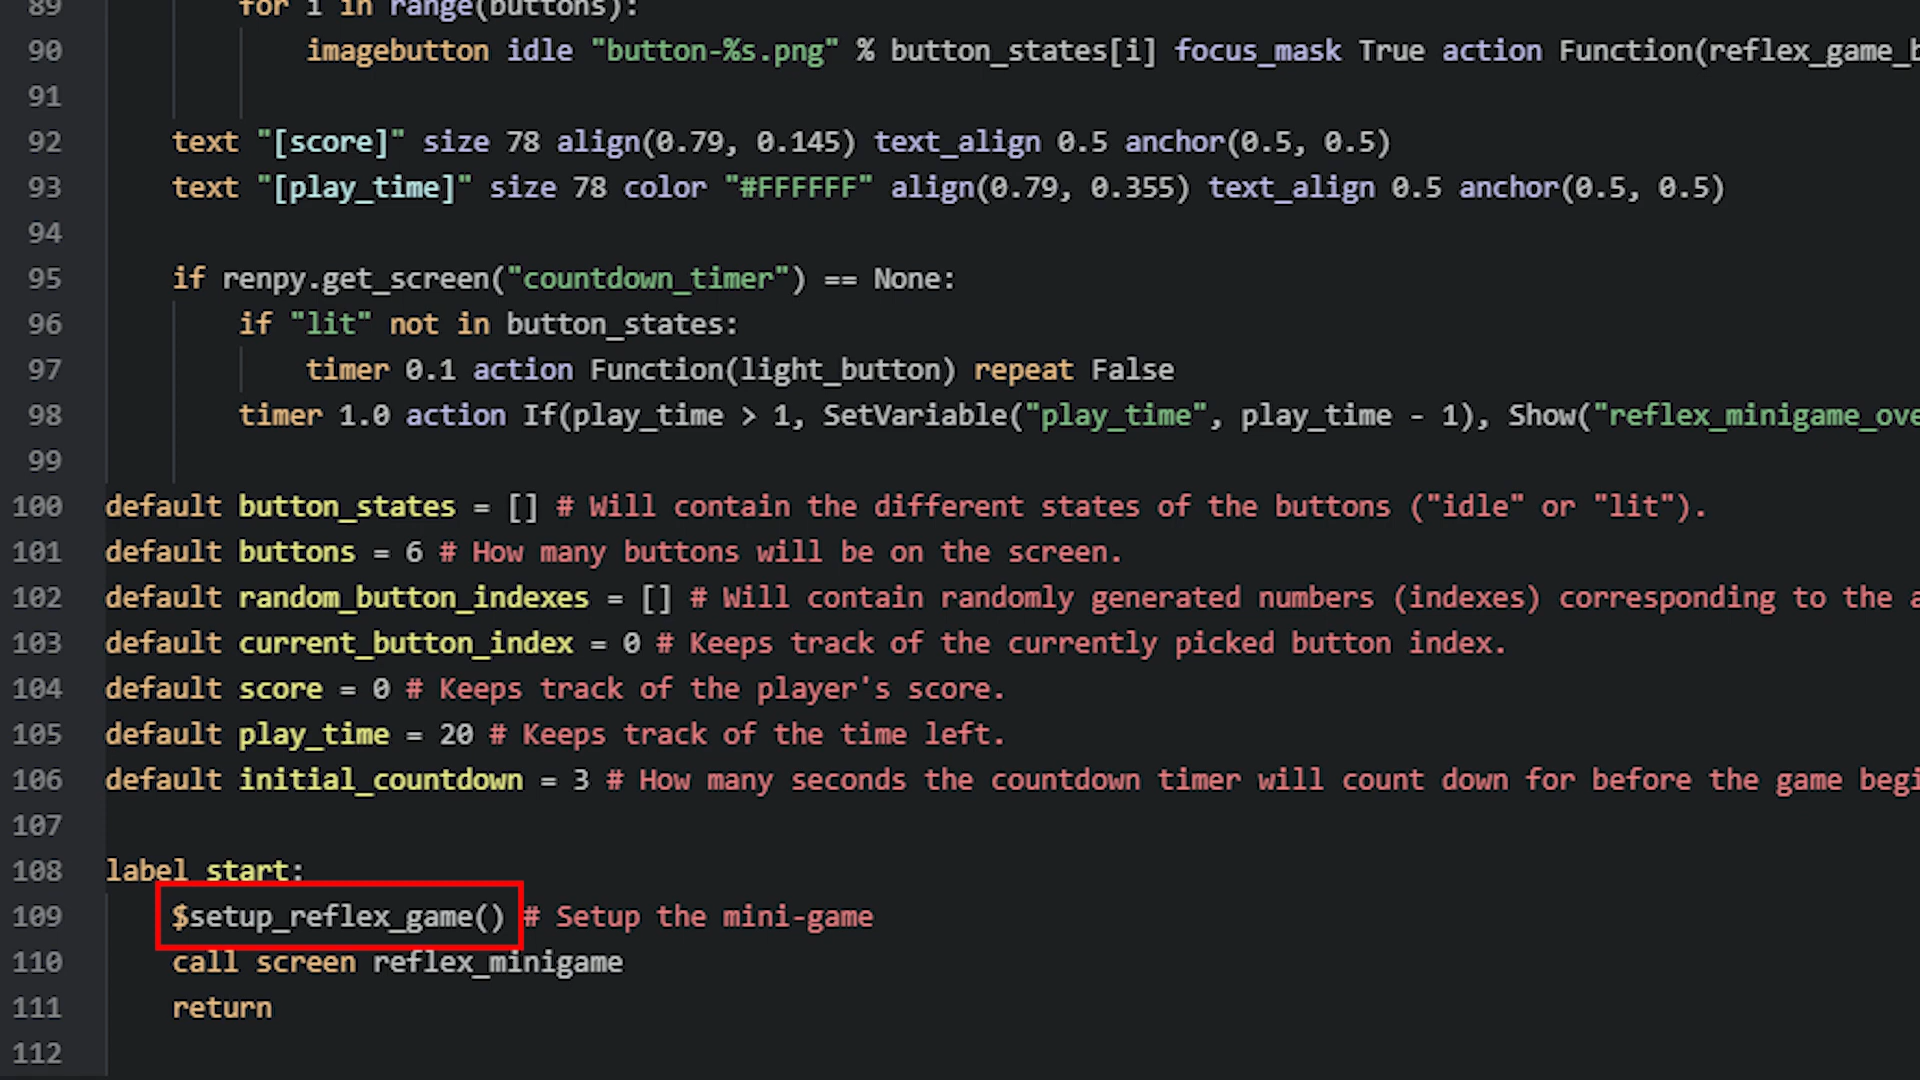 89 for i in range(buttons):
90 imagebutton idle "button-%s.png" % button_states[i] focus_mask True action Function(reflex_game_b
91
92 text "[score]" size 78 align(0.79, 0.145) text_align 0.5 anchor(0.5, 0.5)
93 text "[play_time]" size 78 color "#FFFFFF" align(0.79, 0.355) text_align 0.5 anchor(0.5, 0.5)
94
95 if renpy.get_screen("countdown_timer") == None:
96 if "lit" not in button_states:
97 timer 0.1 action Function(light_button) repeat False
98 timer 1.0 action If(play_time > 1, SetVariable("play_time", play_time - 1), Show("reflex_minigame_ove
99
100 default button_states = [] # Will contain the different states of the buttons ("idle" or "lit").
101 default buttons = 6 # How many buttons will be on the screen.
102 default random_button_indexes = [] # Will contain randomly generated numbers (indexes) corresponding to the a
103 default current_button_index = 0 # Keeps track of the currently picked button index.
104 default score = 0 # Keeps track of the player's score.
105 default play_time = 20 # Keeps track of the time left.
106 default initial_countdown = 3 # How many seconds the countdown timer will count down for before the game begi
107
108 label start:
109 $setup_reflex_game() # Setup the mini-game
110 call screen reflex_minigame
111 return
112